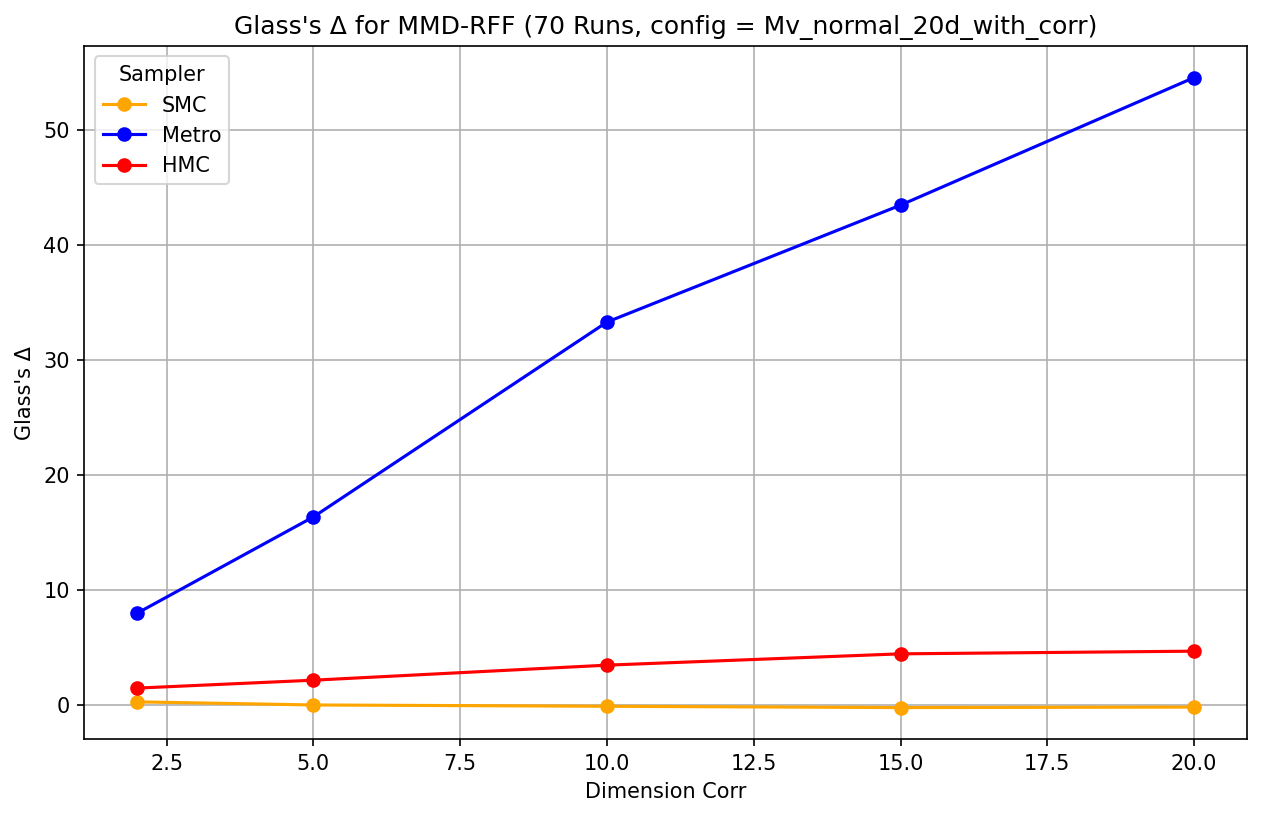 Glass's Δ for MMD-RFF (70 Runs, config = Mv_normal_20d_with_corr)
Sampler
SMC
Metro
HMC
50
40
30
20
10
0
Glass's Δ
2.5 5.0 7.5 10.0 12.5 15.0 17.5 20.0
Dimension Corr